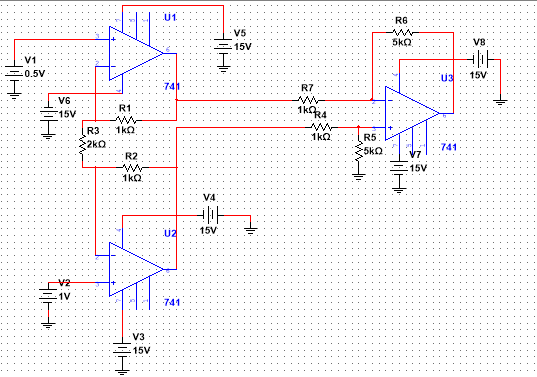 U1
V5
15V
V1
0.5V
741
V6
15V
R1
1kΩ
R3
2kΩ
R2
1kΩ
R6
5kΩ
V8
15V
U3
R7
1kΩ
R4
1kΩ
R5
5kΩ
741
V7
15V
V4
15V
U2
V2
1V
741
V3
15V